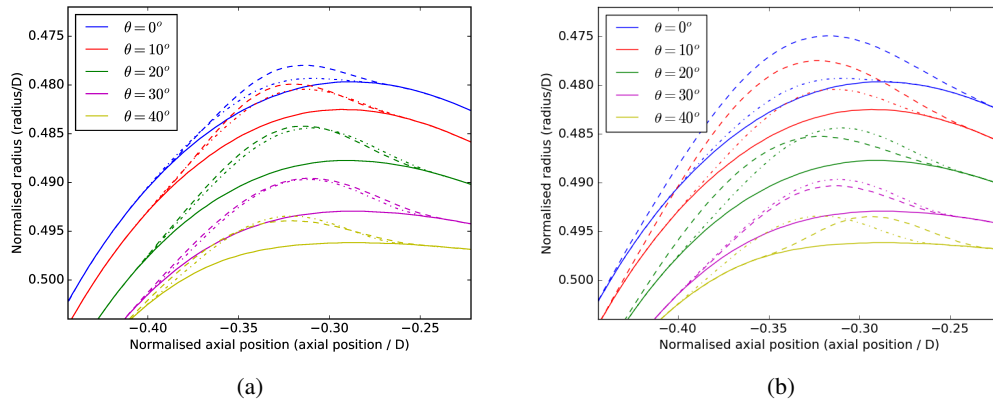 θ = 0°
θ = 10°
θ = 20°
θ = 30°
θ = 40°
0.475
0.480
0.485
0.490
0.495
0.500
Normalised radius (radius/D)
−0.40
−0.35
−0.30
−0.25
Normalised axial position (axial position / D)
(a)
θ = 0°
θ = 10°
θ = 20°
θ = 30°
θ = 40°
0.475
0.480
0.485
0.490
0.495
0.500
Normalised radius (radius/D)
−0.40
−0.35
−0.30
−0.25
Normalised axial position (axial position / D)
(b)